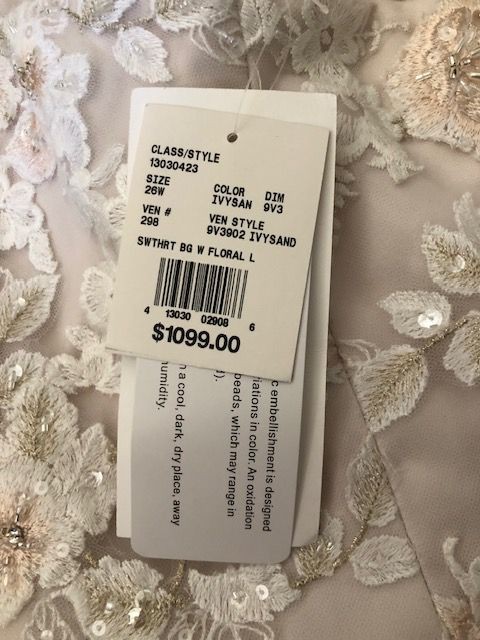 CLASS/STYLE
13030423
SIZE COLOR DIM
26W IVYSAN 9V3
VEN # VEN STYLE
298 9V3902 IVYSAND
SWTHRT BG W FLORAL L
4 13030 02908 6
$1099.00
c embellishment is designed
riations in color. An oxidation
beads, which may range in
d).
n a cool, dark, dry place, away
humidity.